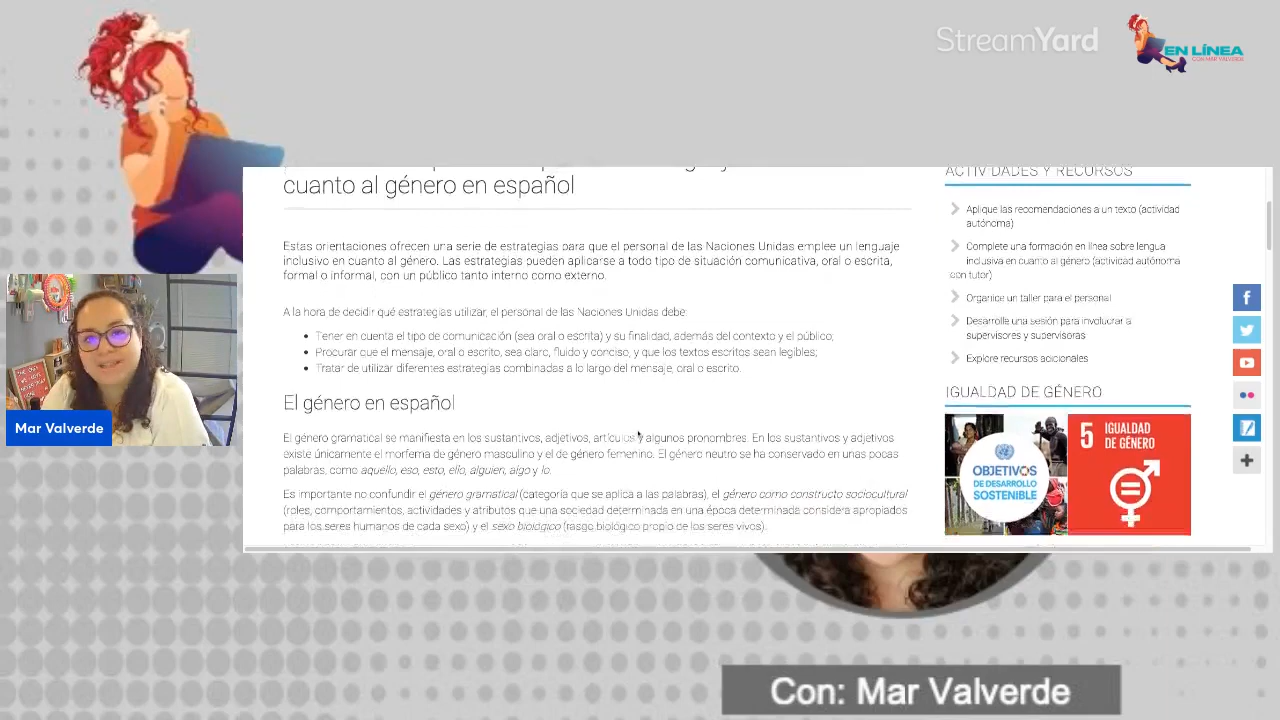 StreamYard
EN LÍNEA
CON MAR VALVERDE
cuanto al género en español
Estas orientaciones ofrecen una serie de estrategias para que el personal de las Naciones Unidas emplee un lenguaje
inclusivo en cuanto al género. Las estrategias pueden aplicarse a todo tipo de situación comunicativa, oral o escrita,
formal o informal, con un público tanto interno como externo.
A la hora de decidir qué estrategias utilizar, el personal de las Naciones Unidas debe:
Tener en cuenta el tipo de comunicación (sea oral o escrita) y su finalidad, además del contexto y el público;
Procurar que el mensaje, oral o escrito, sea claro, fluido y conciso, y que los textos escritos sean legibles;
Tratar de utilizar diferentes estrategias combinadas a lo largo del mensaje, oral o escrito.
El género en español
El género gramatical se manifiesta en los sustantivos, adjetivos, artículos y algunos pronombres. En los sustantivos y adjetivos
existe únicamente el morfema de género masculino y el de género femenino. El género neutro se ha conservado en unas pocas
palabras, como aquello, eso, esto, ello, alguien, algo y lo.
Es importante no confundir el género gramatical (categoría que se aplica a las palabras), el género como constructo sociocultural
(roles, comportamientos, actividades y atributos que una sociedad determinada en una época determinada considera apropiados
para los seres humanos de cada sexo) y el sexo biológico (rasgo biológico propio de los seres vivos).
ACTIVIDADES Y RECURSOS
Aplique las recomendaciones a un texto (actividad
autónoma)
Complete una formación en línea sobre lengua
inclusiva en cuanto al género (actividad autónoma
con tutor)
Organice un taller para el personal
Desarrolle una sesión para involucrar a
supervisores y supervisoras
Explore recursos adicionales
IGUALDAD DE GÉNERO
OBJETIVOS
DE DESARROLLO
SOSTENIBLE
5 IGUALDAD
DE GÉNERO
Mar Valverde
Con: Mar Valverde